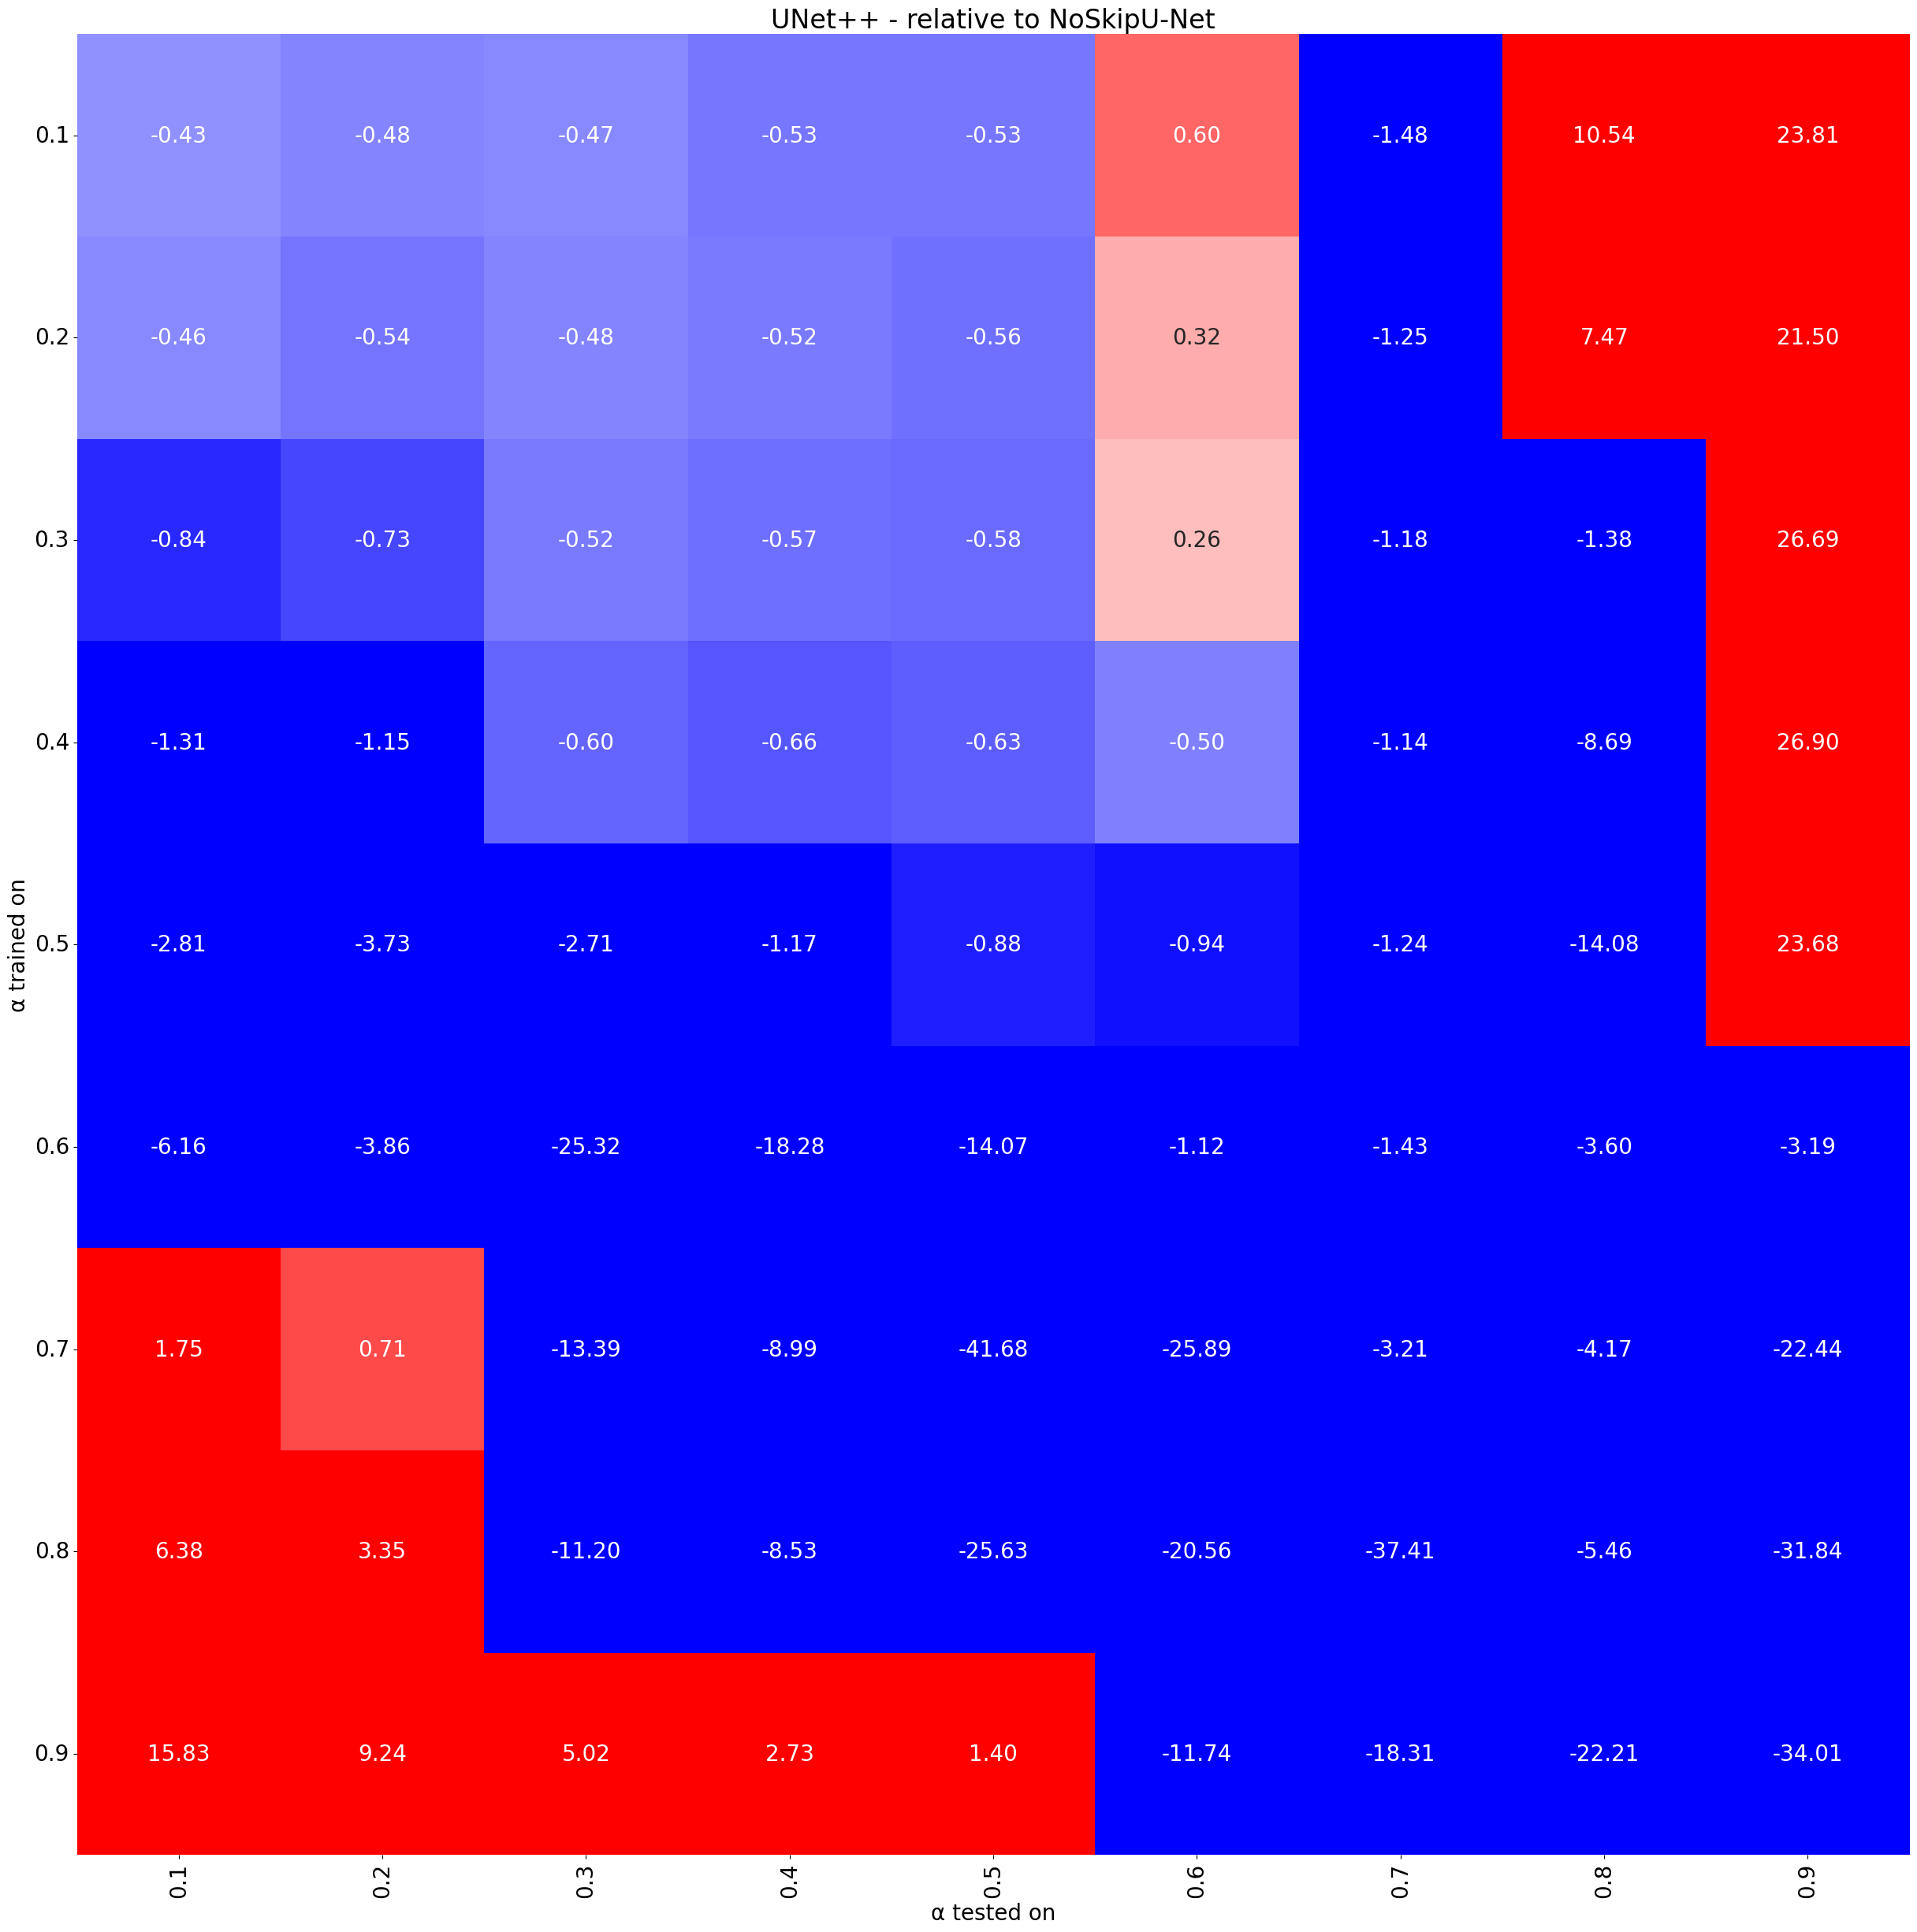 UNet++ - relative to NoSkipU-Net
0.1 -0.43 -0.48 -0.47 -0.53 -0.53 0.60 -1.48 10.54 23.81
0.2 -0.46 -0.54 -0.48 -0.52 -0.56 0.32 -1.25 7.47 21.50
0.3 -0.84 -0.73 -0.52 -0.57 -0.58 0.26 -1.18 -1.38 26.69
0.4 -1.31 -1.15 -0.60 -0.66 -0.63 -0.50 -1.14 -8.69 26.90
α trained on
0.5 -2.81 -3.73 -2.71 -1.17 -0.88 -0.94 -1.24 -14.08 23.68
0.6 -6.16 -3.86 -25.32 -18.28 -14.07 -1.12 -1.43 -3.60 -3.19
0.7 1.75 0.71 -13.39 -8.99 -41.68 -25.89 -3.21 -4.17 -22.44
0.8 6.38 3.35 -11.20 -8.53 -25.63 -20.56 -37.41 -5.46 -31.84
0.9 15.83 9.24 5.02 2.73 1.40 -11.74 -18.31 -22.21 -34.01
0.1 0.2 0.3 0.4 0.5 0.6 0.7 0.8 0.9
α tested on